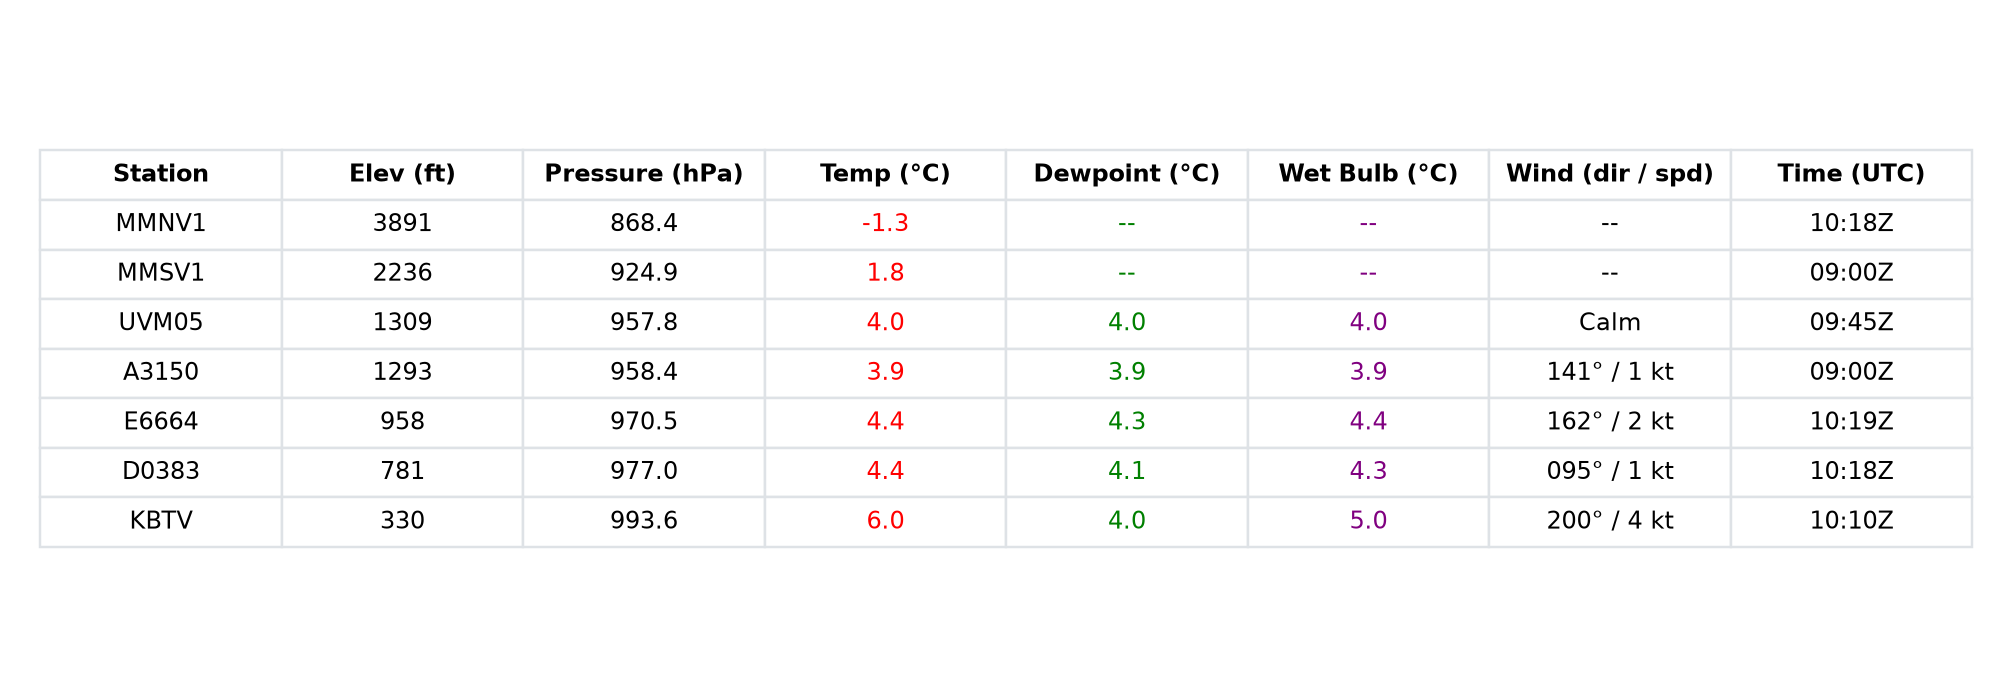 Station Elev (ft) Pressure (hPa) Temp (°C) Dewpoint (°C) Wet Bulb (°C) Wind (dir / spd) Time (UTC)
MMNV1 3891 868.4 -1.3 -- -- -- 10:18Z
MMSV1 2236 924.9 1.8 -- -- -- 09:00Z
UVM05 1309 957.8 4.0 4.0 4.0 Calm 09:45Z
A3150 1293 958.4 3.9 3.9 3.9 141° / 1 kt 09:00Z
E6664 958 970.5 4.4 4.3 4.4 162° / 2 kt 10:19Z
D0383 781 977.0 4.4 4.1 4.3 095° / 1 kt 10:18Z
KBTV 330 993.6 6.0 4.0 5.0 200° / 4 kt 10:10Z